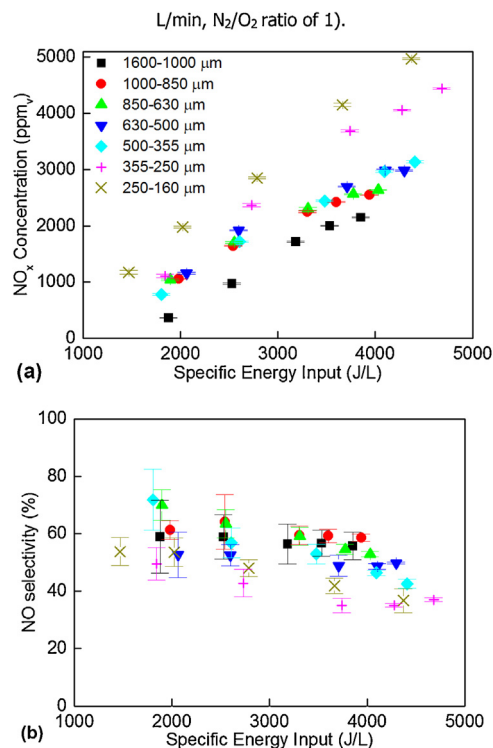 L/min, N₂/O₂ ratio of 1).
5000
4000
3000
2000
1000
0
NOₓ Concentration (ppmᵥ)
1600-1000 μm
1000-850 μm
850-630 μm
630-500 μm
500-355 μm
355-250 μm
250-160 μm
1000 2000 3000 4000 5000
(a) Specific Energy Input (J/L)
100
80
60
40
20
0
NO selectivity (%)
1000 2000 3000 4000 5000
(b) Specific Energy Input (J/L)